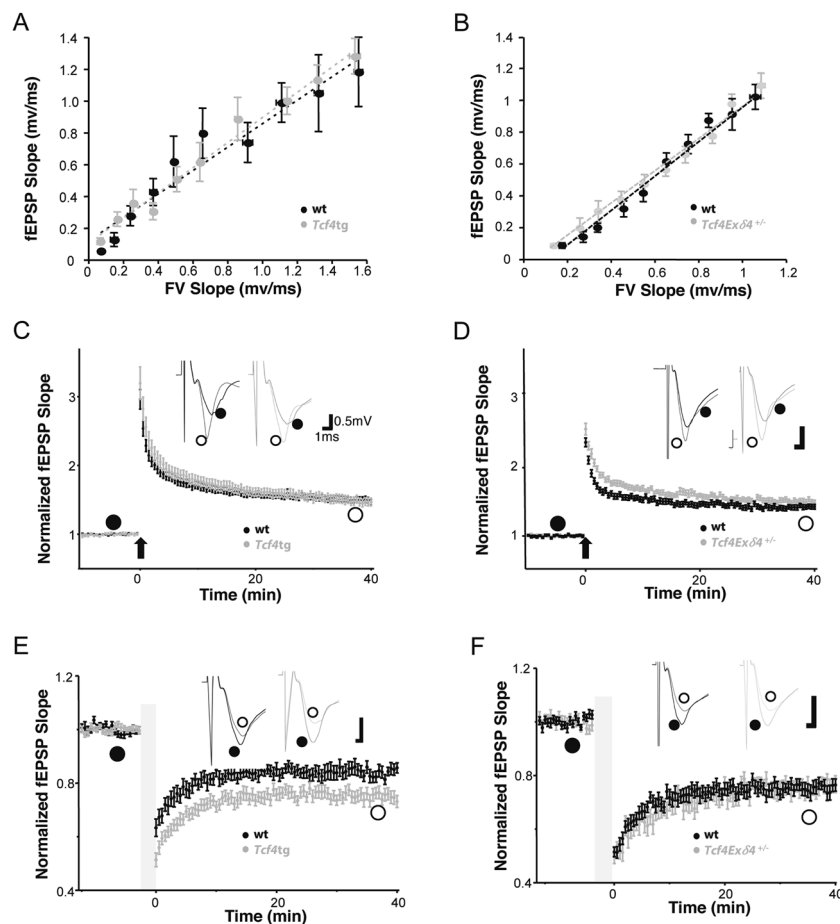 A
fEPSP Slope (mv/ms)
1.4
1.2
1.0
0.8
0.6
0.4
0.2
0
0 0.2 0.4 0.6 0.8 1.0 1.2 1.4 1.6
FV Slope (mv/ms)
wt
Tcf4tg
B
fEPSP Slope (mv/ms)
1.4
1.2
1.0
0.8
0.6
0.4
0.2
0
0 0.2 0.4 0.6 0.8 1 1.2
FV Slope (mv/ms)
wt
Tcf4Exδ4+/-
C
Normalized fEPSP Slope
3
2
1
0 20 40
Time (min)
0.5mV
1ms
wt
Tcf4tg
D
Normalized fEPSP Slope
3
2
1
0 20 40
Time (min)
wt
Tcf4Exδ4+/-
E
Normalized fEPSP Slope
1.2
0.8
0.4
0 20 40
Time (min)
wt
Tcf4tg
F
Normalized fEPSP Slope
1.2
0.8
0.4
0 10 20 30 40
Time (min)
wt
Tcf4Exδ4+/-